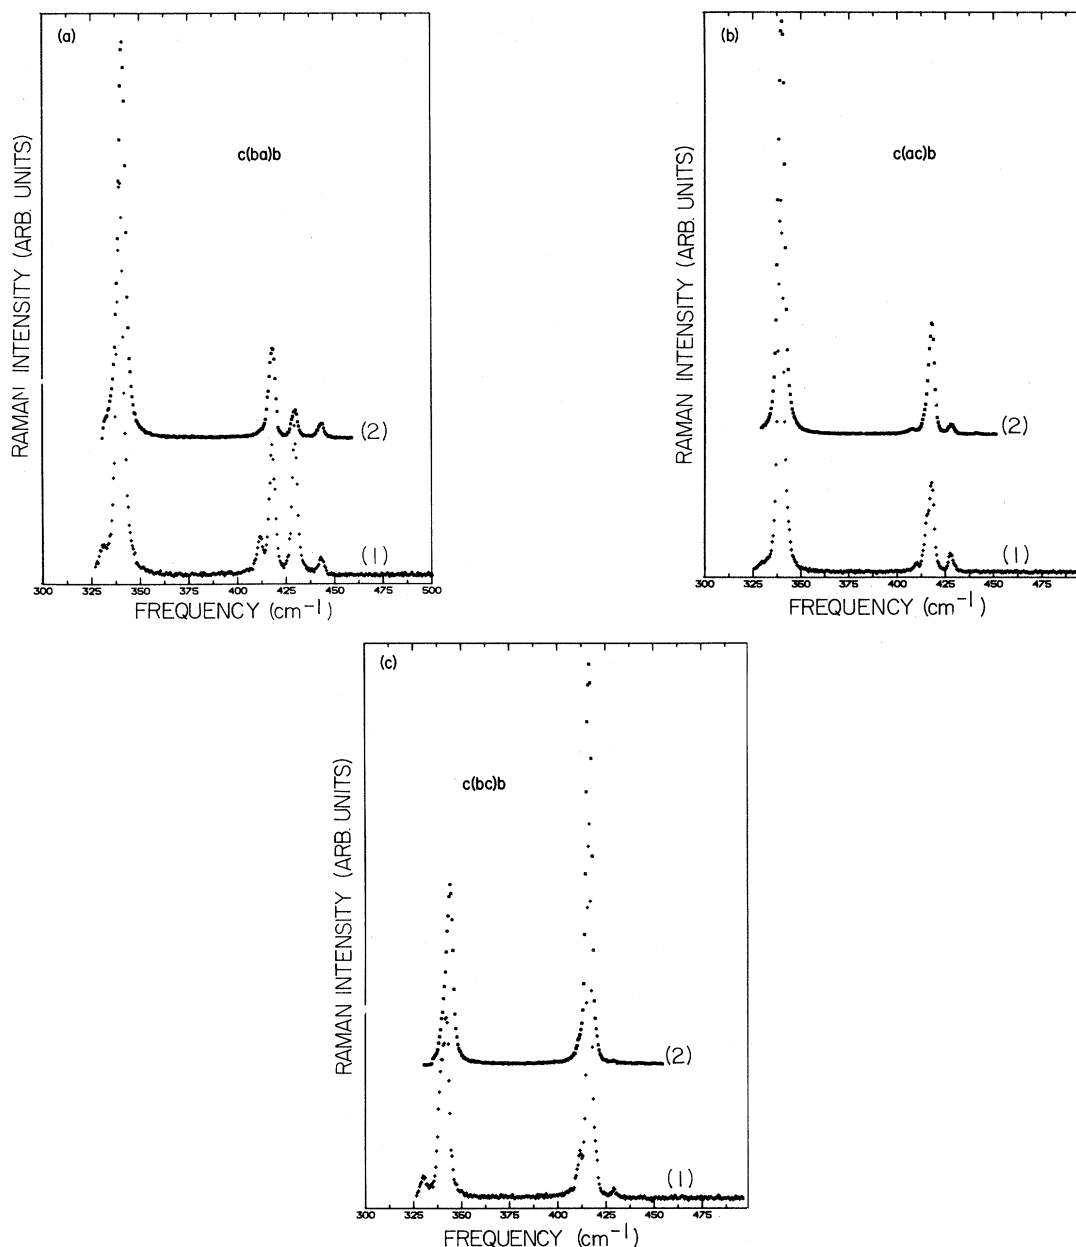 (a)
c(ba)b
RAMAN INTENSITY (ARB. UNITS)
(2)
(1)
300 325 350 375 400 425 450 475 500
FREQUENCY (cm⁻¹)
(b)
c(ac)b
RAMAN INTENSITY (ARB. UNITS)
(2)
(1)
300 325 350 375 400 425 450 475
FREQUENCY (cm⁻¹)
(c)
c(bc)b
RAMAN INTENSITY (ARB. UNITS)
(2)
(1)
300 325 350 375 400 425 450 475
FREQUENCY (cm⁻¹)